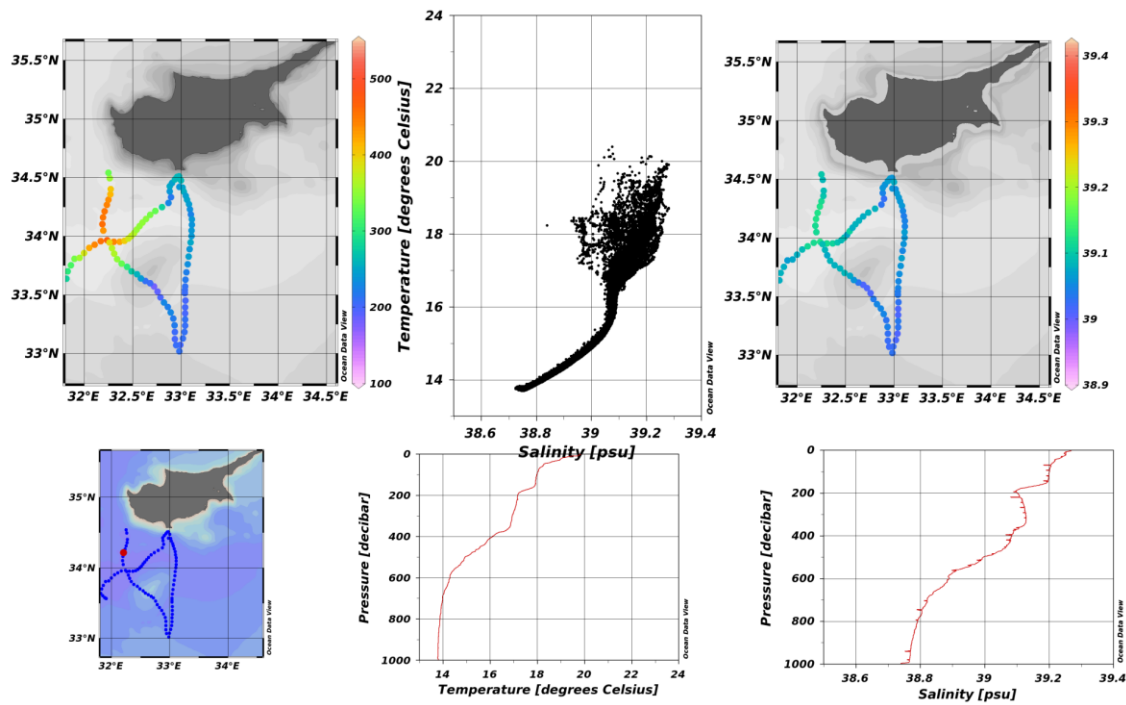 35.5°N
35°N
34.5°N
34°N
33.5°N
33°N
32°E
32.5°E
33°E
33.5°E
34°E
34.5°E
500
400
300
200
100
Ocean Data View
24
22
20
18
16
14
Temperature [degrees Celsius]
38.6
38.8
39
39.2
39.4
Salinity [psu]
Ocean Data View
35.5°N
35°N
34.5°N
34°N
33.5°N
33°N
32°E
32.5°E
33°E
33.5°E
34°E
34.5°E
39.4
39.3
39.2
39.1
39
38.9
Ocean Data View
35°N
34°N
33°N
32°E
33°E
34°E
Ocean Data View
0
200
400
600
800
1000
Pressure [decibar]
14
16
18
20
22
24
Temperature [degrees Celsius]
Ocean Data View
0
200
400
600
800
1000
Pressure [decibar]
38.6
38.8
39
39.2
39.4
Salinity [psu]
Ocean Data View